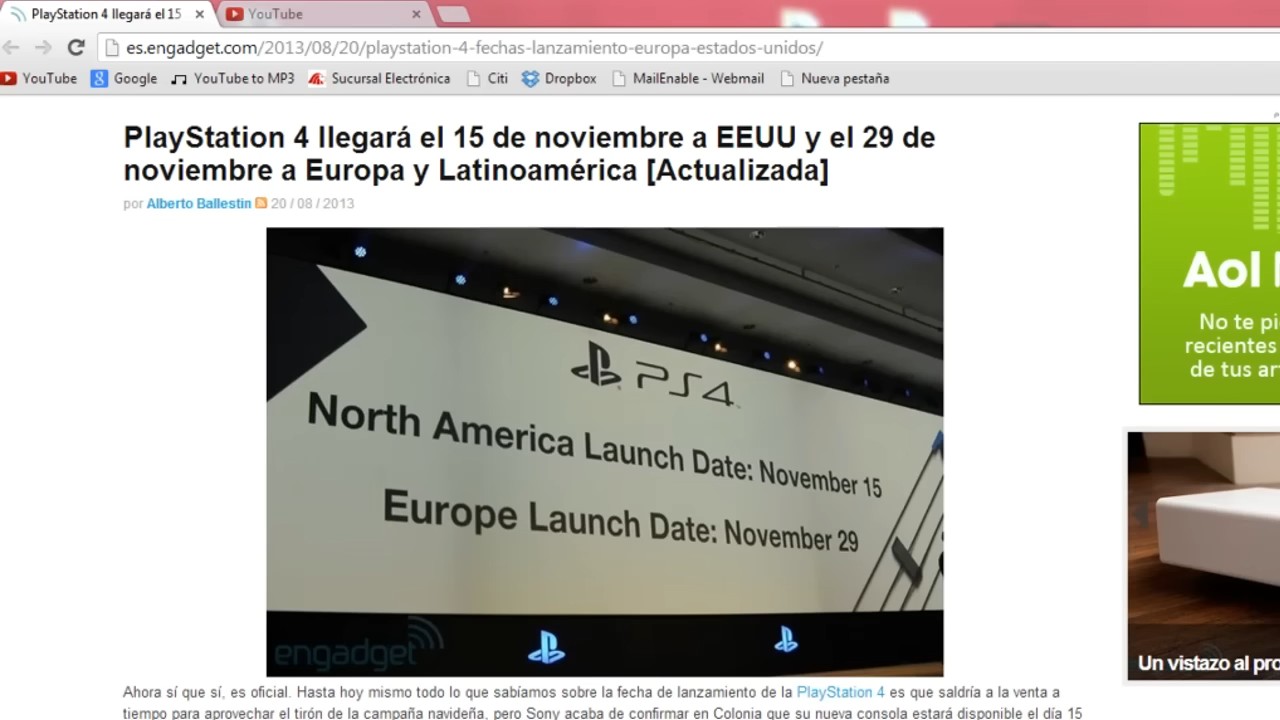 PlayStation 4 llegará el 15
YouTube
es.engadget.com/2013/08/20/playstation-4-fechas-lanzamiento-europa-estados-unidos/
YouTube
Google
YouTube to MP3
Sucursal Electrónica
Citi
Dropbox
MailEnable - Webmail
Nueva pestaña
PlayStation 4 llegará el 15 de noviembre a EEUU y el 29 de
noviembre a Europa y Latinoamérica [Actualizada]
por Alberto Ballestin 20 / 08 / 2013
PS4
North America Launch Date: November 15
Europe Launch Date: November 29
engadget
Aol
No te pi
recientes
de tus ar
Un vistazo al pro
Ahora sí que sí, es oficial. Hasta hoy mismo todo lo que sabíamos sobre la fecha de lanzamiento de la PlayStation 4 es que saldría a la venta a
tiempo para aprovechar el tirón de la campaña navideña, pero Sony acaba de confirmar en Colonia que su nueva consola estará disponible el día 15